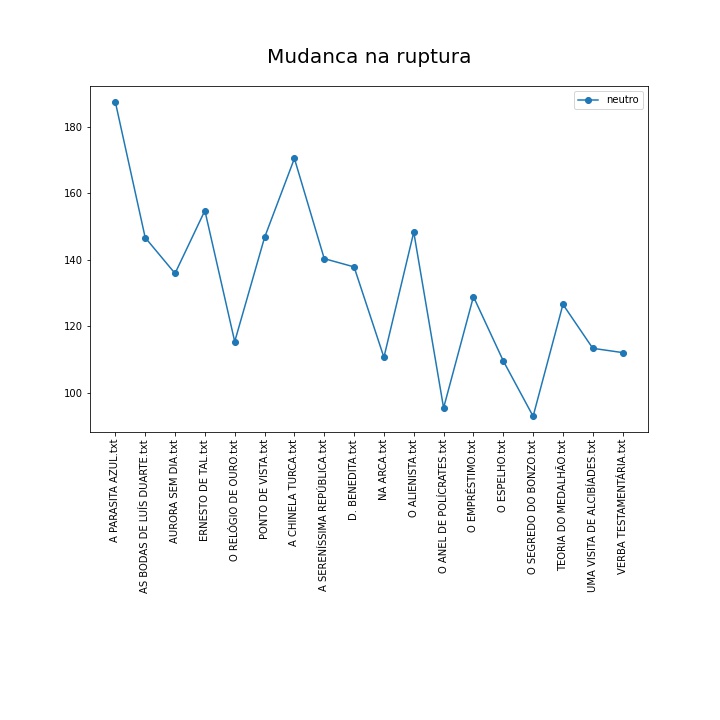 Mudanca na ruptura
neutro
180
160
140
120
100
A PARASITA AZUL.txt
AS BODAS DE LUÍS DUARTE.txt
AURORA SEM DIA.txt
ERNESTO DE TAL.txt
O RELÓGIO DE OURO.txt
PONTO DE VISTA.txt
A CHINELA TURCA.txt
A SERENÍSSIMA REPÚBLICA.txt
D. BENEDITA.txt
NA ARCA.txt
O ALIENISTA.txt
O ANEL DE POLÍCRATES.txt
O EMPRÉSTIMO.txt
O ESPELHO.txt
O SEGREDO DO BONZO.txt
TEORIA DO MEDALHÃO.txt
UMA VISITA DE ALCIBÍADES.txt
VERBA TESTAMENTÁRIA.txt